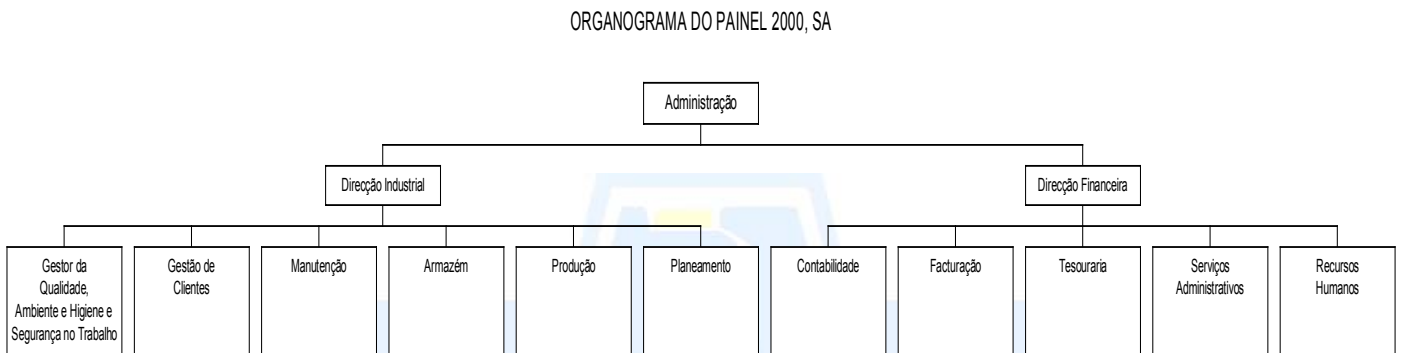 ORGANOGRAMA DO PAINEL 2000, SA
Administração
Direcção Industrial
Direcção Financeira
Gestor da
Qualidade,
Ambiente e Higiene e
Segurança no Trabalho
Gestão de
Clientes
Manutenção
Armazém
Produção
Planeamento
Contabilidade
Facturação
Tesouraria
Serviços
Administrativos
Recursos
Humanos